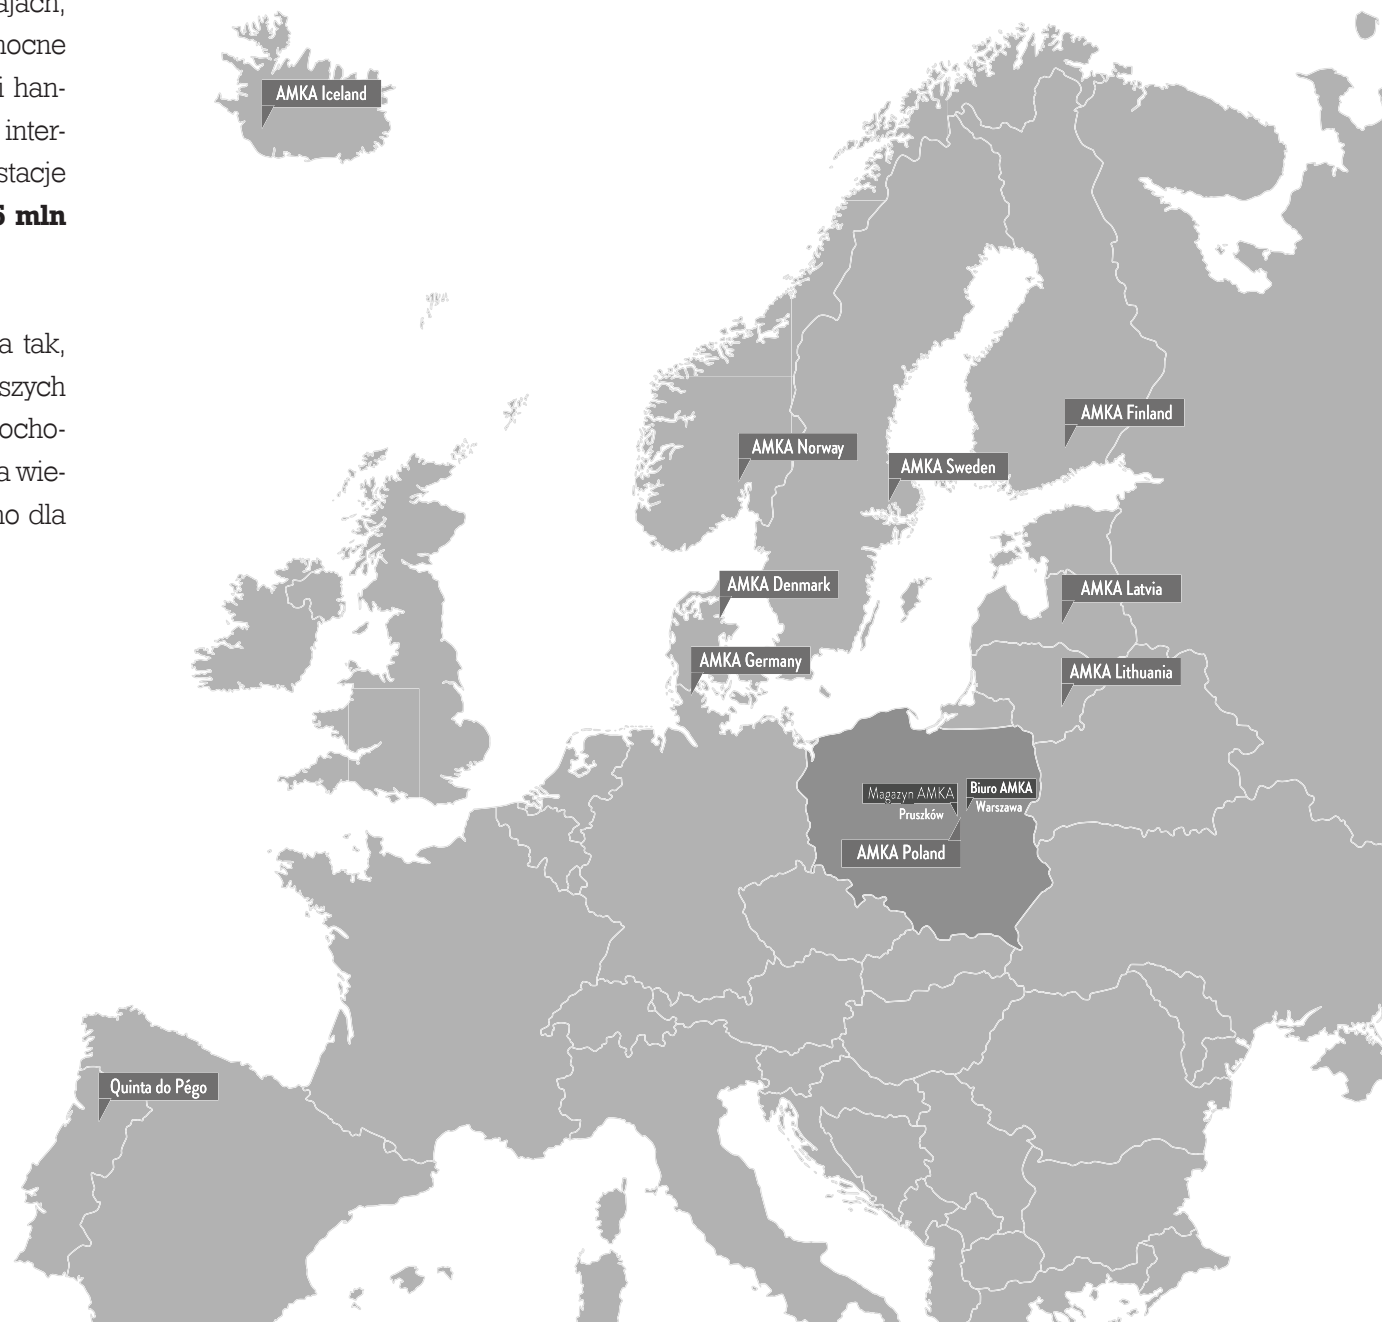 ajach,
nocne
i han-
inter-
stacje
mln
a tak,
szych
ocho-
a wie-
no dla
AMKA Iceland
AMKA Finland
AMKA Norway
AMKA Sweden
AMKA Denmark
AMKA Latvia
AMKA Germany
AMKA Lithuania
Magazyn AMKA
Pruszków
Biuro AMKA
Warszawa
AMKA Poland
Quinta do Pégo